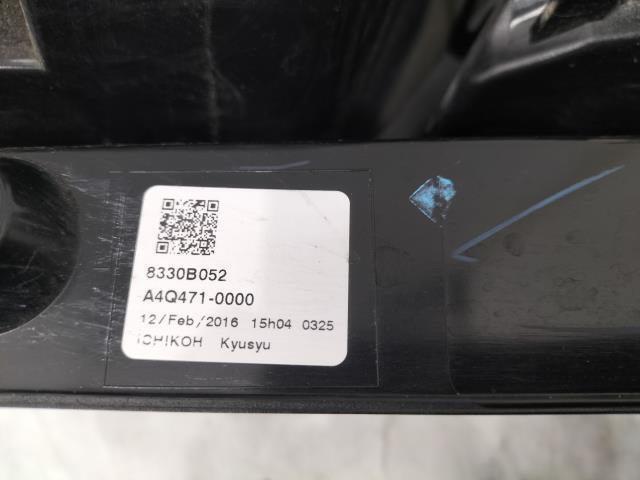 8330B052
A4Q471-0000
12/Feb/2016 15h04 0325
ICHIKOH Kyusyu